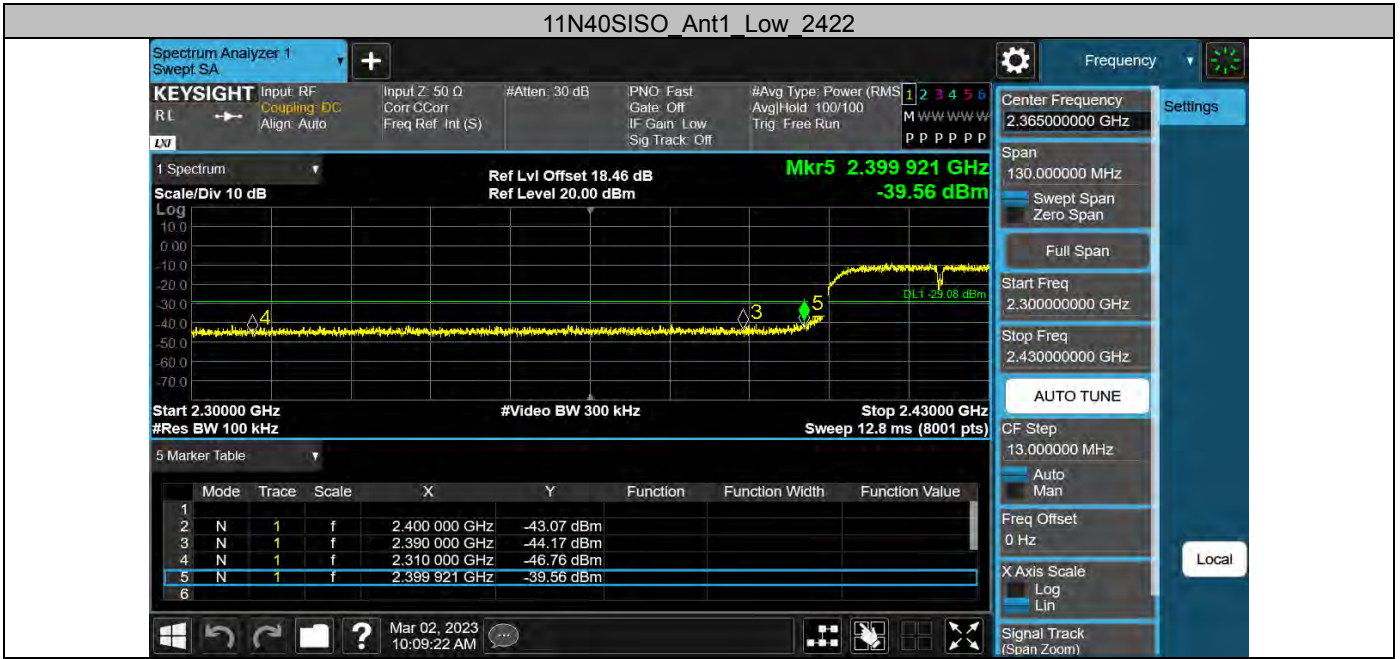 11N40SISO_Ant1_Low_2422
Spectrum Analyzer 1
Swept SA
Frequency
KEYSIGHT
RL
LXI
Input: RF
Coupling: DC
Align: Auto
Input Z: 50 Ω
Corr CCorr
Freq Ref: Int (S)
#Atten: 30 dB
PNO: Fast
Gate: Off
IF Gain: Low
Sig Track: Off
#Avg Type: Power (RMS
Avg|Hold: 100/100
Trig: Free Run
1 2 3 4 5 6
M W W W W W
P P P P P P
1 Spectrum
Scale/Div 10 dB
Ref Lvl Offset 18.46 dB
Ref Level 20.00 dBm
Mkr5 2.399 921 GHz
-39.56 dBm
Log
10.0
0.00
-10.0
-20.0
-30.0
-40.0
-50.0
-60.0
-70.0
4
3
5
DL1 -29.08 dBm
Start 2.30000 GHz
#Video BW 300 kHz
Stop 2.43000 GHz
#Res BW 100 kHz
Sweep 12.8 ms (8001 pts)
5 Marker Table
Mode Trace Scale X Y Function Function Width Function Value
1
2 N 1 f 2.400 000 GHz -43.07 dBm
3 N 1 f 2.390 000 GHz -44.17 dBm
4 N 1 f 2.310 000 GHz -46.76 dBm
5 N 1 f 2.399 921 GHz -39.56 dBm
6
Mar 02, 2023
10:09:22 AM
Center Frequency
2.365000000 GHz
Settings
Span
130.000000 MHz
Swept Span
Zero Span
Full Span
Start Freq
2.300000000 GHz
Stop Freq
2.430000000 GHz
AUTO TUNE
CF Step
13.000000 MHz
Auto
Man
Freq Offset
0 Hz
Local
X Axis Scale
Log
Lin
Signal Track
(Span Zoom)